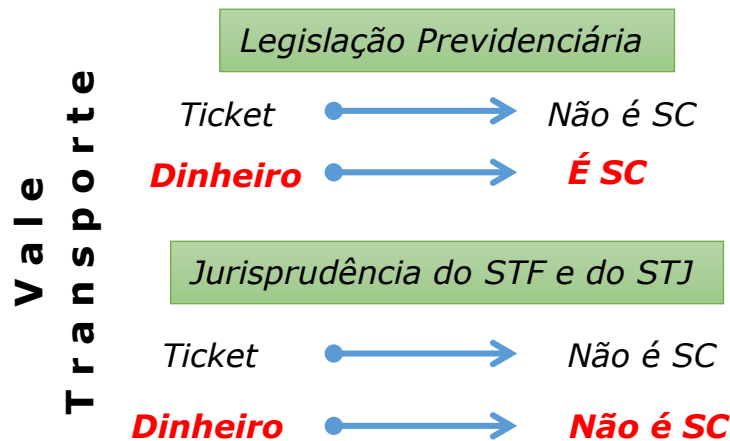 Vale
Transporte
Legislação Previdenciária
Ticket Não é SC
Dinheiro É SC
Jurisprudência do STF e do STJ
Ticket Não é SC
Dinheiro Não é SC